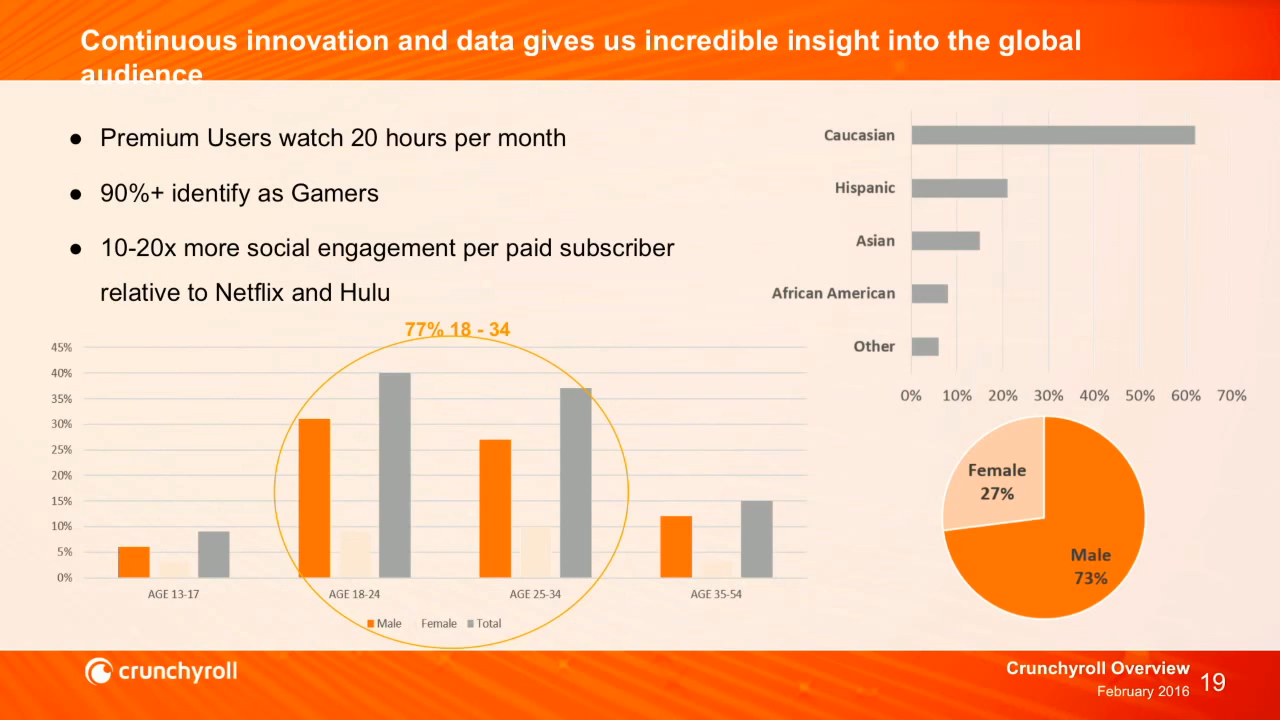 Continuous innovation and data gives us incredible insight into the global
audience
● Premium Users watch 20 hours per month
● 90%+ identify as Gamers
● 10-20x more social engagement per paid subscriber
relative to Netflix and Hulu
Caucasian
Hispanic
Asian
African American
Other
0% 10% 20% 30% 40% 50% 60% 70%
77% 18 - 34
45%
40%
35%
30%
25%
20%
15%
10%
5%
0%
AGE 13-17 AGE 18-24 AGE 25-34 AGE 35-54
Male Female Total
Female
27%
Male
73%
crunchyroll
Crunchyroll Overview
February 2016
19